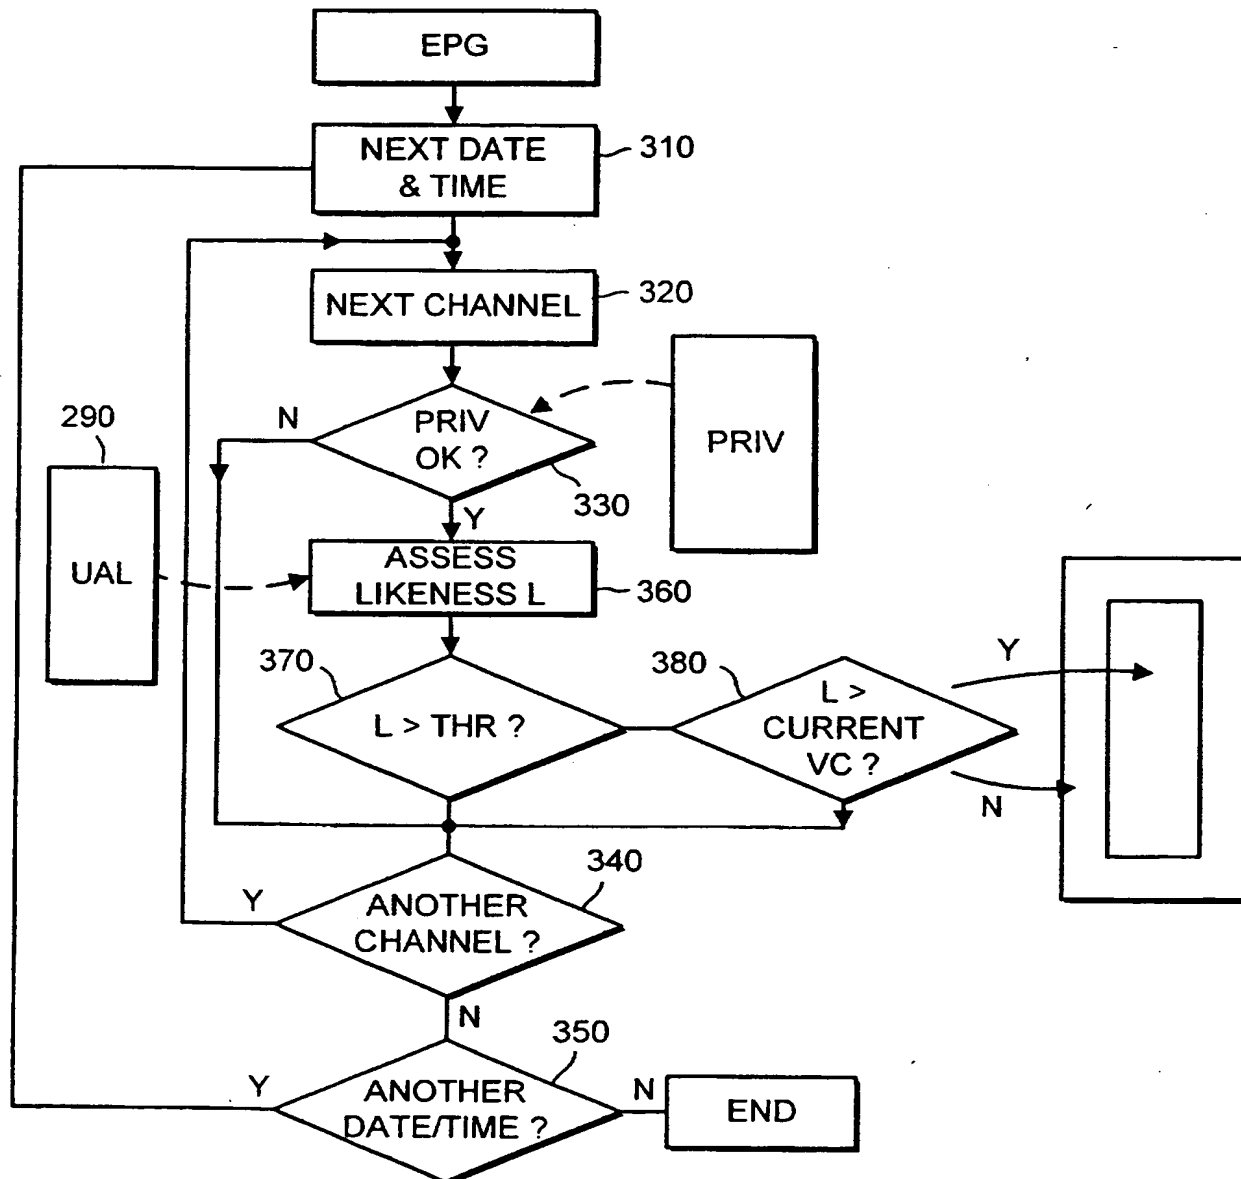 EPG
NEXT DATE
& TIME
310
NEXT CHANNEL
320
N
PRIV
OK ?
330
PRIV
290
UAL
Y
ASSESS
LIKENESS L
360
370
L > THR ?
380
L >
CURRENT
VC ?
Y
N
340
Y
ANOTHER
CHANNEL ?
N
350
Y
ANOTHER
DATE/TIME ?
N
END